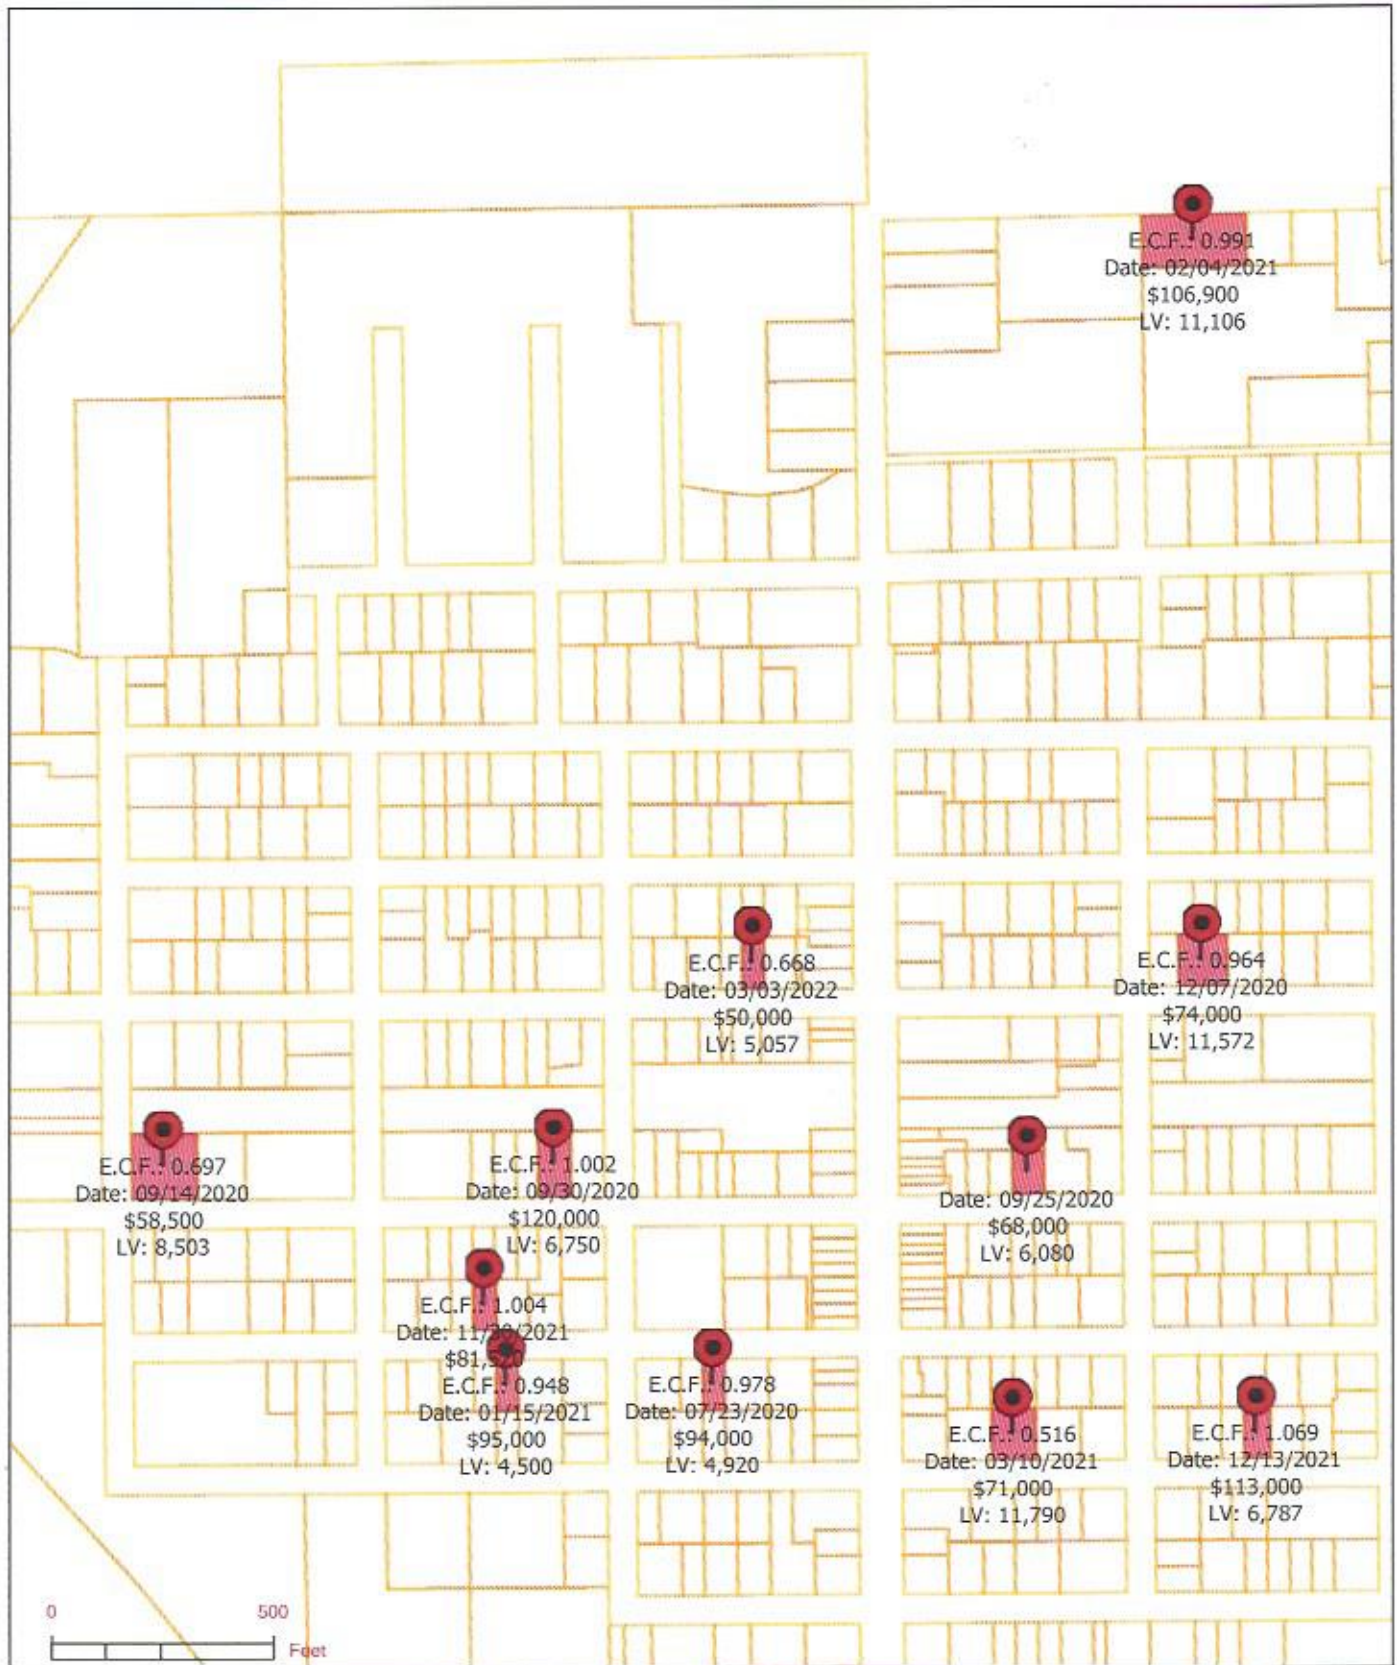 E.C.F.: 0.991
Date: 02/04/2021
$106,900
LV: 11,106
E.C.F.: 0.668
Date: 03/03/2022
$50,000
LV: 5,057
E.C.F.: 0.964
Date: 12/07/2020
$74,000
LV: 11,572
E.C.F.: 0.697
Date: 09/14/2020
$58,500
LV: 8,503
E.C.F.: 1.002
Date: 09/30/2020
$120,000
LV: 6,750
Date: 09/25/2020
$68,000
LV: 6,080
E.C.F.: 1.004
Date:
E.C.F.: 0.948
Date: 01/15/2021
$95,000
LV: 4,500
E.C.F.: 0.978
Date: 07/23/2020
$94,000
LV: 4,920
E.C.F.: 0.516
Date: 03/10/2021
$71,000
LV: 11,790
E.C.F.: 1.069
Date: 12/13/2021
$113,000
LV: 6,787
0 500
Feet